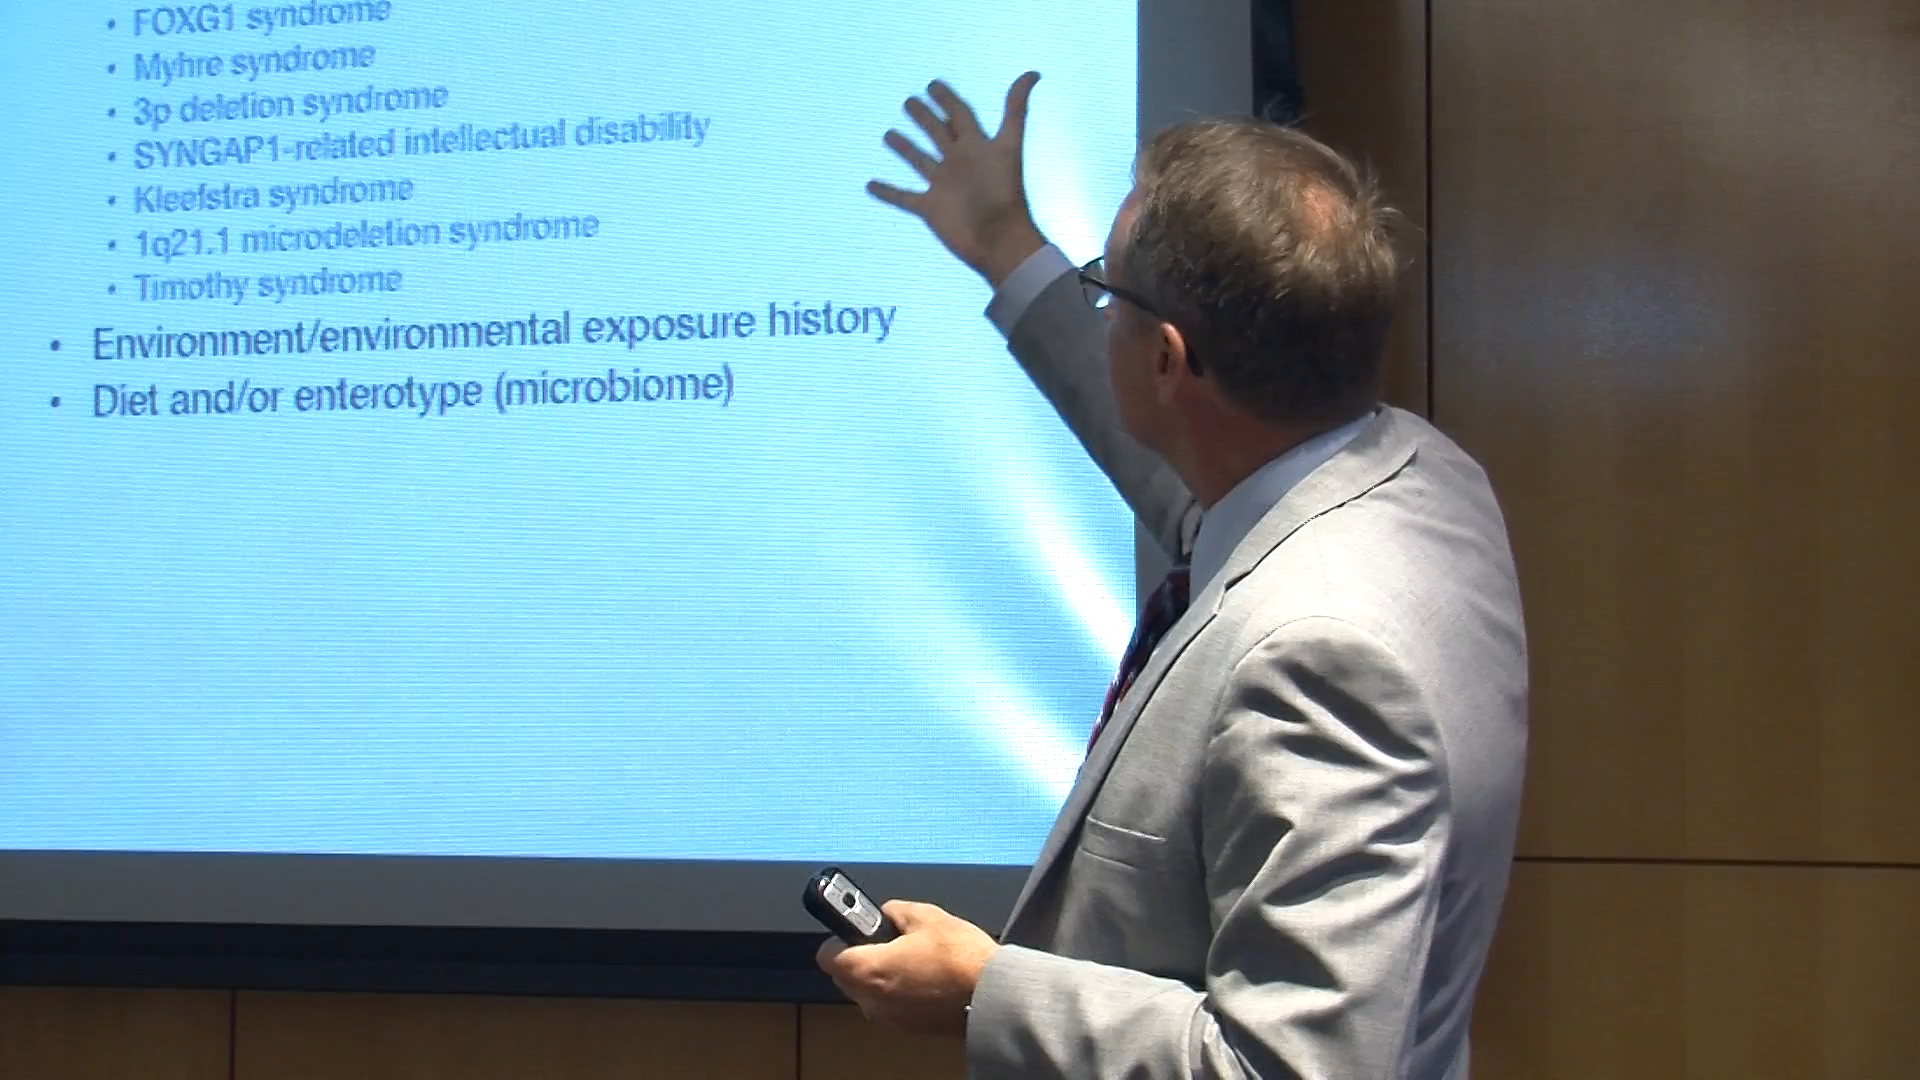 • FOXG1 syndrome
• Myhre syndrome
• 3p deletion syndrome
• SYNGAP1-related intellectual disability
• Kleefstra syndrome
• 1q21.1 microdeletion syndrome
• Timothy syndrome
• Environment/environmental exposure history
• Diet and/or enterotype (microbiome)